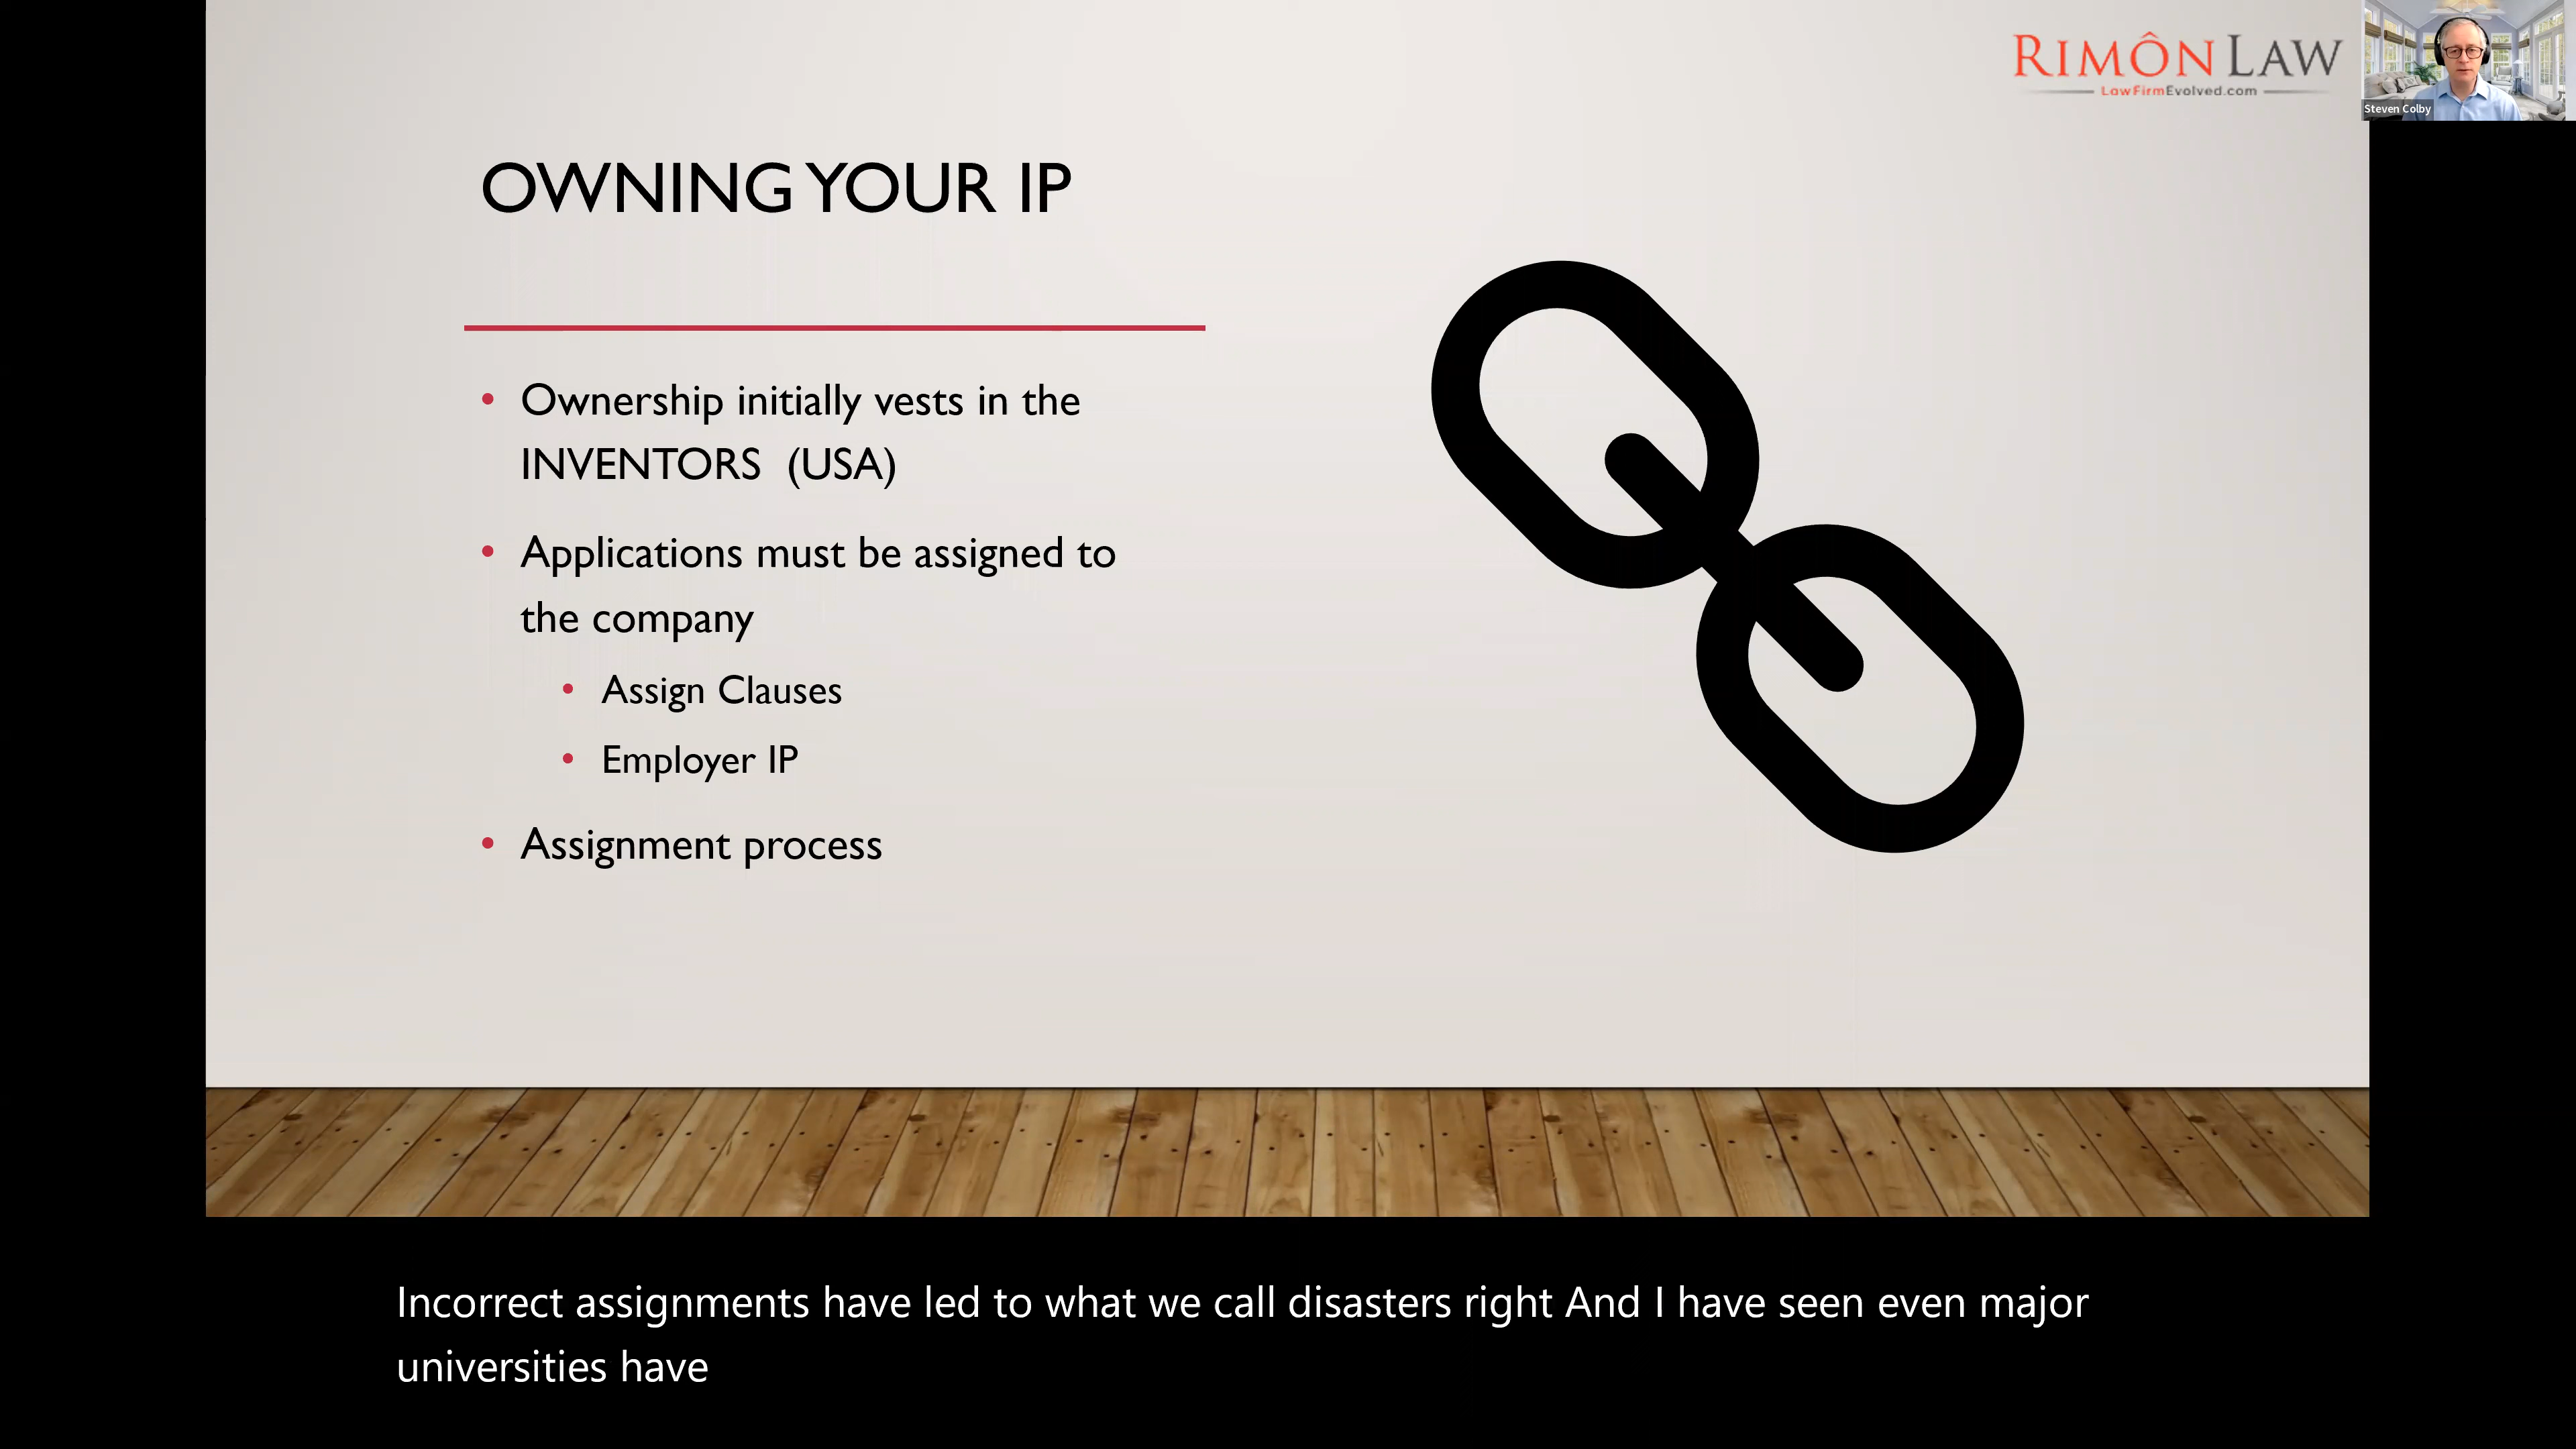 RIMÔN LAW
LawFirmEvolved.com
Steven Colby
OWNING YOUR IP
• Ownership initially vests in the
INVENTORS (USA)
• Applications must be assigned to
the company
• Assign Clauses
• Employer IP
• Assignment process
Incorrect assignments have led to what we call disasters right And I have seen even major
universities have